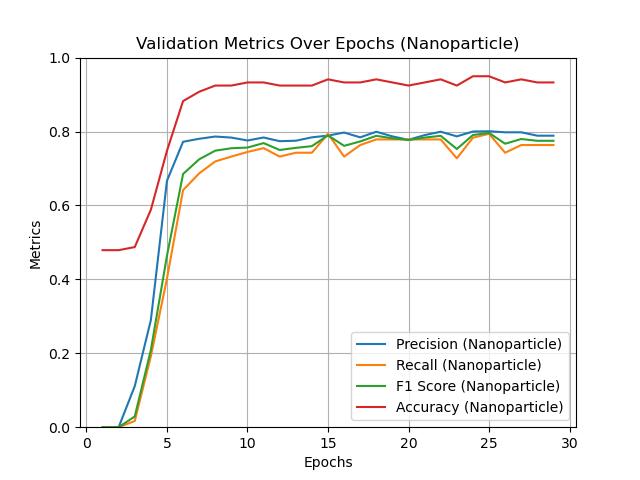 Validation Metrics Over Epochs (Nanoparticle)
1.0
0.8
0.6
0.4
0.2
0.0
Metrics
0 5 10 15 20 25 30
Epochs
Precision (Nanoparticle)
Recall (Nanoparticle)
F1 Score (Nanoparticle)
Accuracy (Nanoparticle)